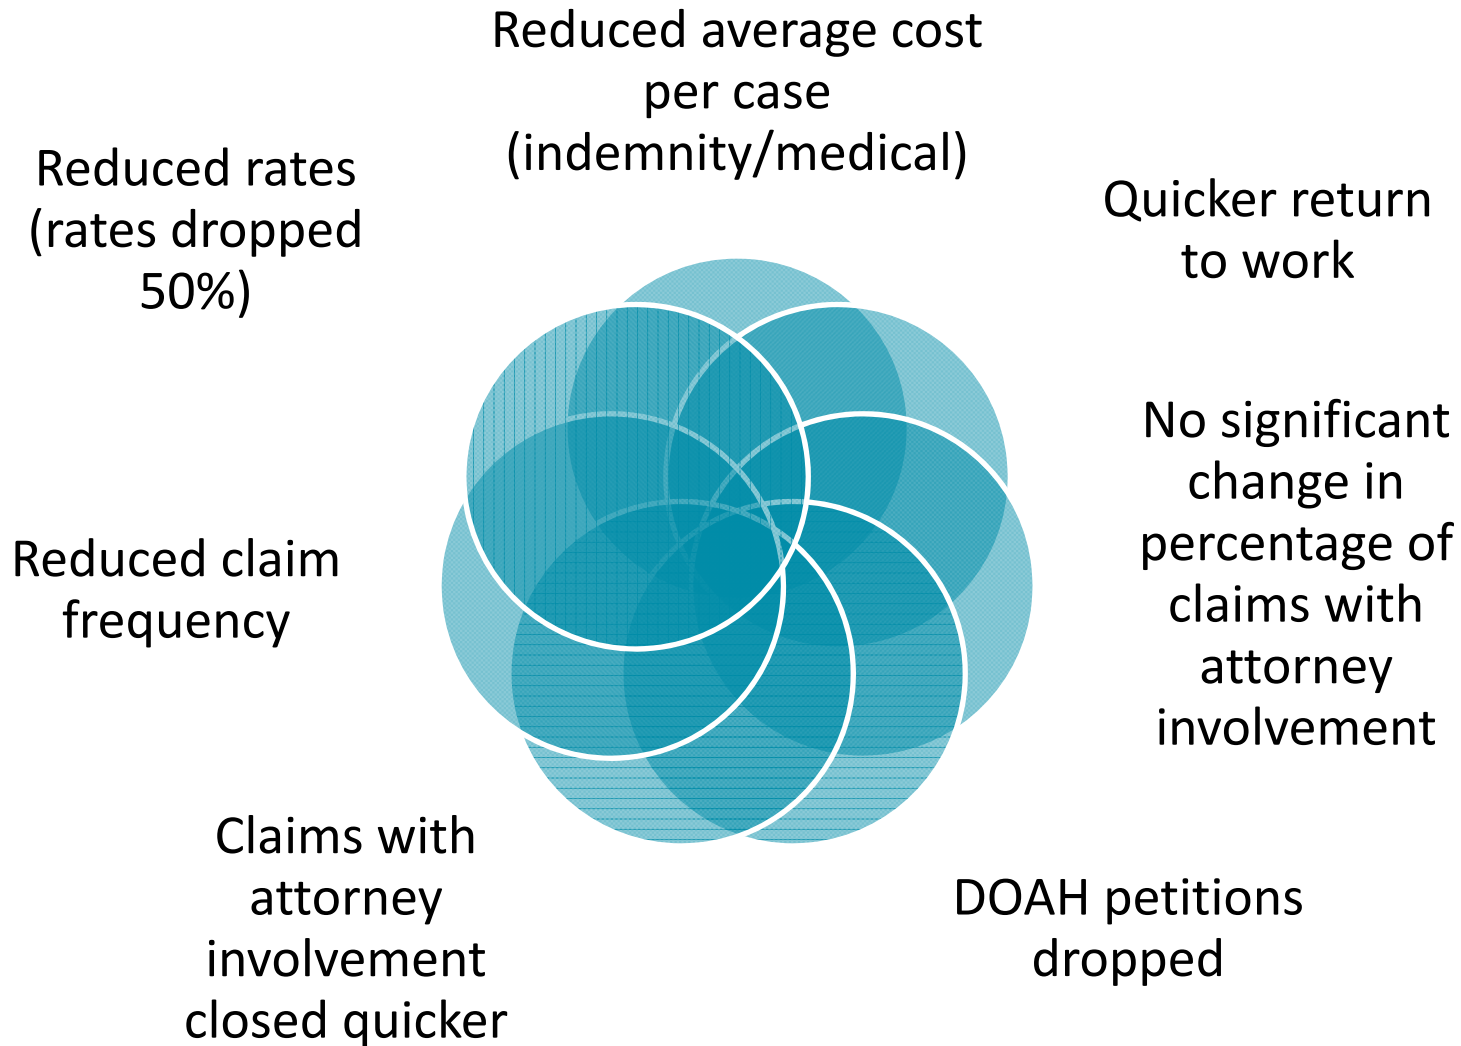 Reduced average cost
per case
(indemnity/medical)
Quicker return
to work
No significant
change in
percentage of
claims with
attorney
involvement
DOAH petitions
dropped
Claims with
attorney
involvement
closed quicker
Reduced claim
frequency
Reduced rates
(rates dropped
50%)